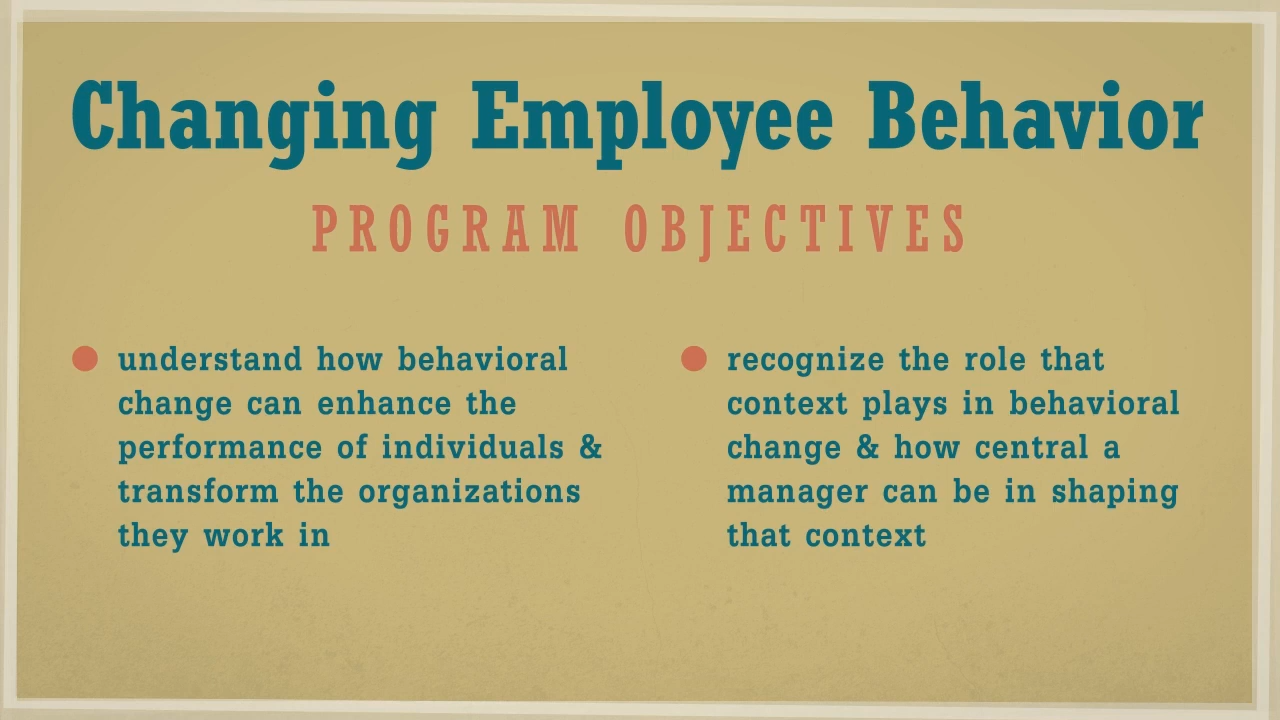 Changing Employee Behavior
PROGRAM OBJECTIVES
understand how behavioral
change can enhance the
performance of individuals &
transform the organizations
they work in
recognize the role that
context plays in behavioral
change & how central a
manager can be in shaping
that context